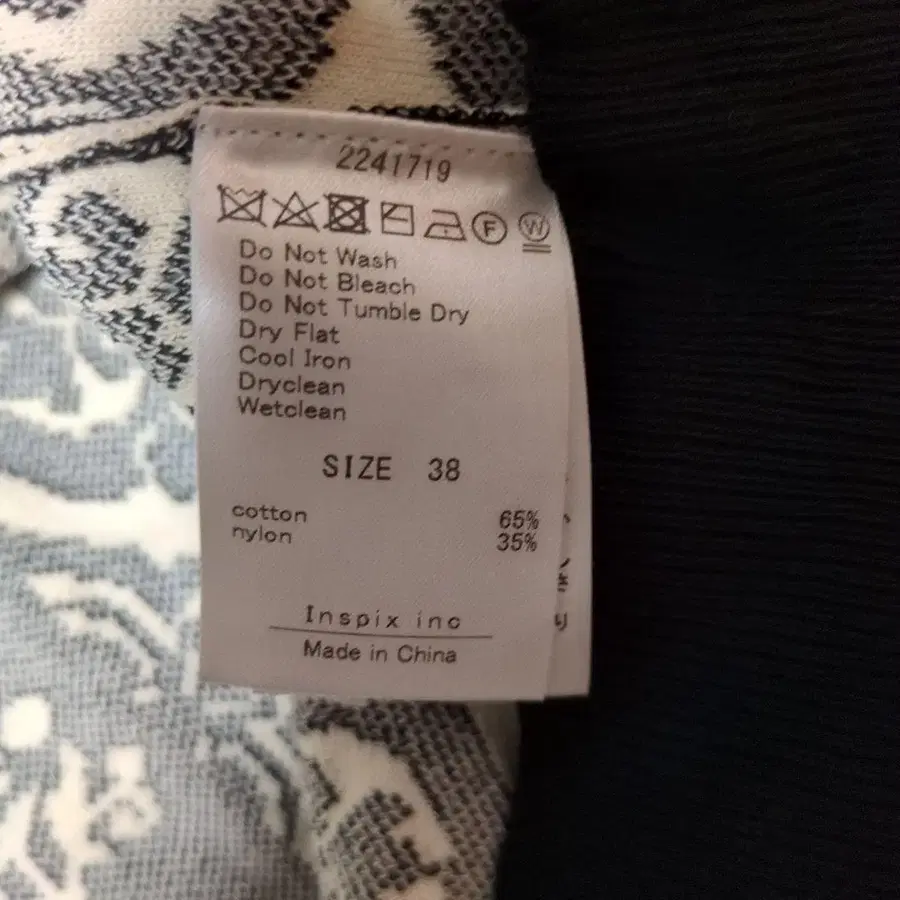 2241719
F W
Do Not Wash
Do Not Bleach
Do Not Tumble Dry
Dry Flat
Cool Iron
Dryclean
Wetclean
SIZE 38
cotton 65%
nylon 35%
Inspix inc
Made in China